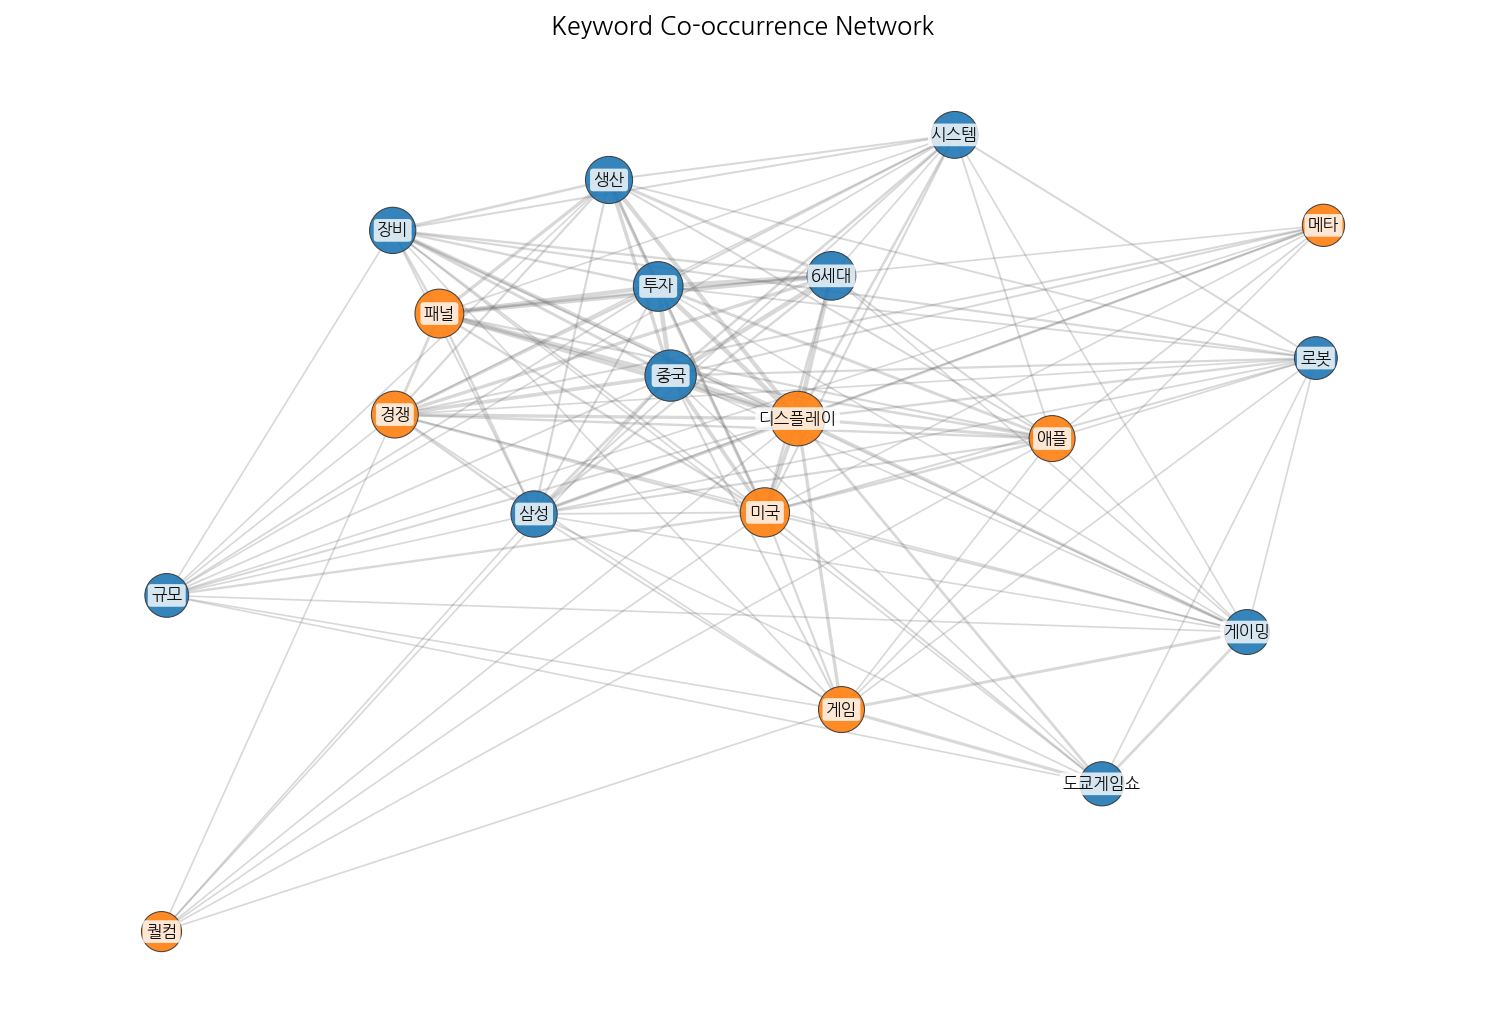 Keyword Co-occurrence Network
시스템
생산
메타
장비
6세대
투자
패널
로봇
중국
경쟁
디스플레이
애플
미국
삼성
규모
게이밍
게임
도쿄게임쇼
퀄컴